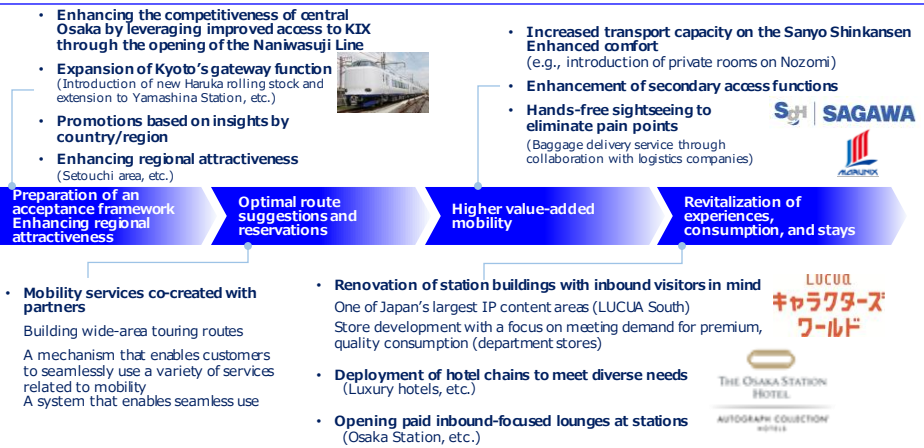 • Enhancing the competitiveness of central
Osaka by leveraging improved access to KIX
through the opening of the Naniwasuji Line
• Expansion of Kyoto's gateway function
(Introduction of new Haruka rolling stock and
extension to Yamashina Station, etc.)
• Promotions based on insights by
country/region
• Enhancing regional attractiveness
(Setouchi area, etc.)
• Increased transport capacity on the Sanyo Shinkansen
Enhanced comfort
(e.g., introduction of private rooms on Nozomi)
• Enhancement of secondary access functions
• Hands-free sightseeing to
eliminate pain points
(Baggage delivery service through
collaboration with logistics companies)
SGH SAGAWA
MARUNIX
Preparation of an
acceptance framework
Enhancing regional
attractiveness
Optimal route
suggestions and
reservations
Higher value-added
mobility
Revitalization of
experiences,
consumption, and stays
• Mobility services co-created with
partners
Building wide-area touring routes
A mechanism that enables customers
to seamlessly use a variety of services
related to mobility
A system that enables seamless use
• Renovation of station buildings with inbound visitors in mind
One of Japan's largest IP content areas (LUCUA South)
Store development with a focus on meeting demand for premium,
quality consumption (department stores)
• Deployment of hotel chains to meet diverse needs
(Luxury hotels, etc.)
• Opening paid inbound-focused lounges at stations
(Osaka Station, etc.)
LUCUA
キャラクターズ
ワールド
THE OSAKA STATION
HOTEL
AUTOGRAPH COLLECTION
HOTELS